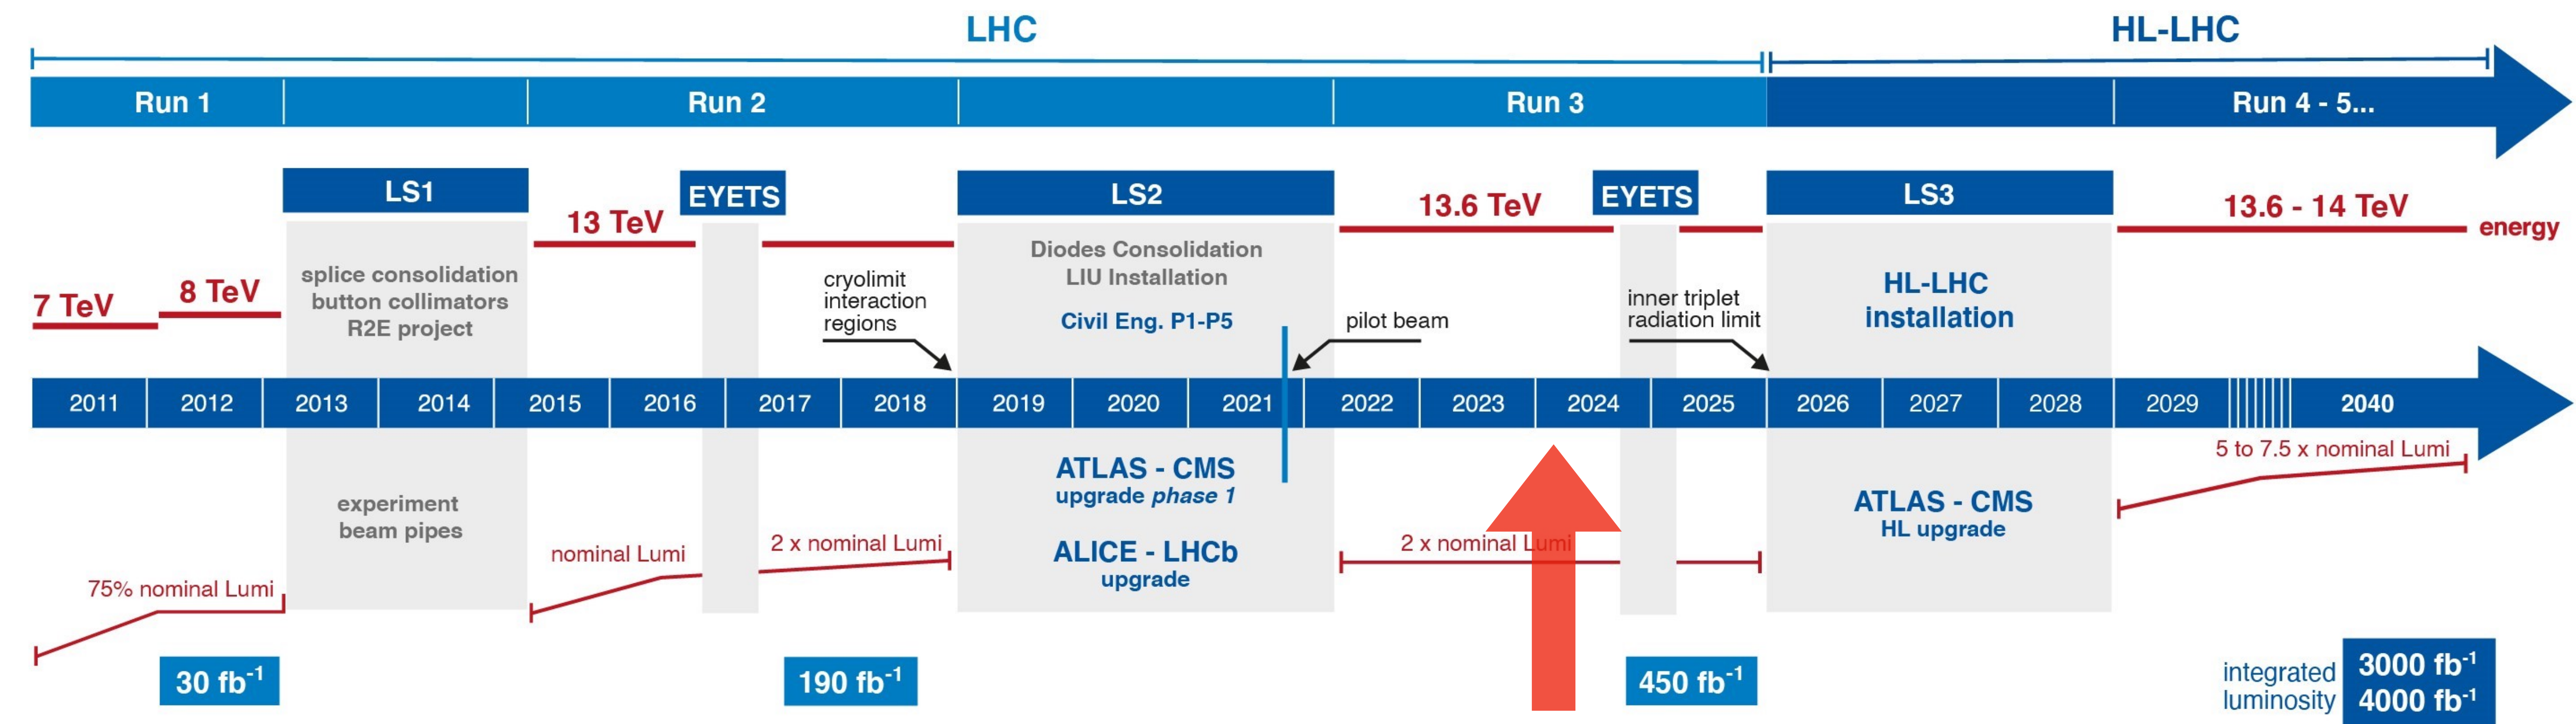 LHC
HL-LHC
Run 1
Run 2
Run 3
Run 4 - 5...
LS1
EYETS
LS2
EYETS
LS3
13 TeV
13.6 TeV
13.6 - 14 TeV
energy
7 TeV
8 TeV
splice consolidation
button collimators
R2E project
cryolimit
interaction
regions
Diodes Consolidation
LIU Installation
Civil Eng. P1-P5
pilot beam
inner triplet
radiation limit
HL-LHC
installation
2011
2012
2013
2014
2015
2016
2017
2018
2019
2020
2021
2022
2023
2024
2025
2026
2027
2028
2029
2040
5 to 7.5 x nominal Lumi
experiment
beam pipes
ATLAS - CMS
upgrade phase 1
ALICE - LHCb
upgrade
ATLAS - CMS
HL upgrade
75% nominal Lumi
nominal Lumi
2 x nominal Lumi
2 x nominal Lumi
30 fb⁻¹
190 fb⁻¹
450 fb⁻¹
integrated
luminosity
3000 fb⁻¹
4000 fb⁻¹